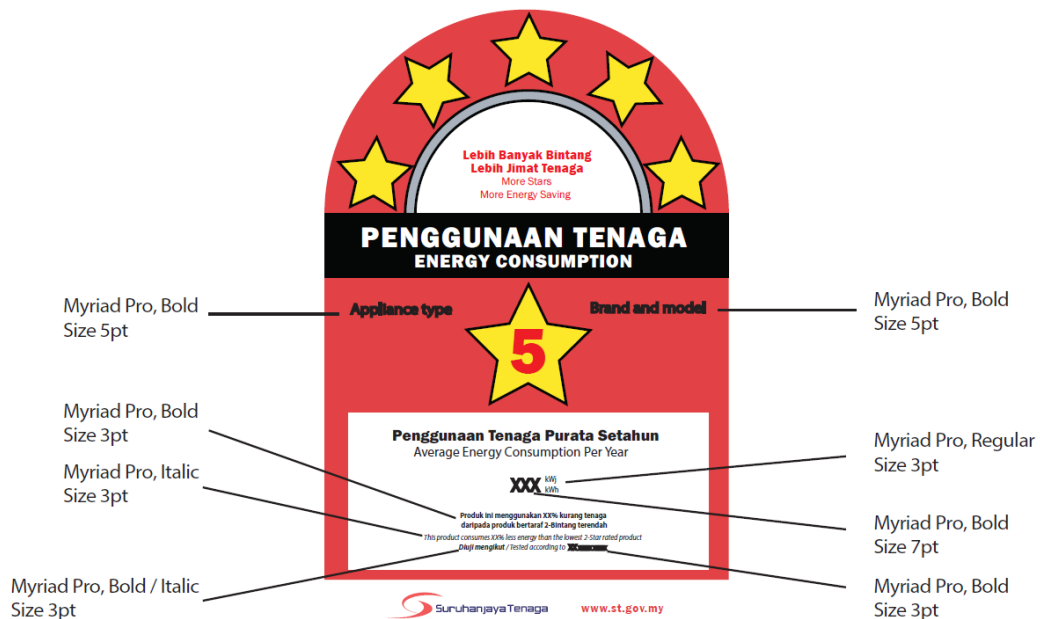 Lebih Banyak Bintang
Lebih Jimat Tenaga
More Stars
More Energy Saving
PENGGUNAAN TENAGA
ENERGY CONSUMPTION
Myriad Pro, Bold
Size 5pt
Appliance type
Brand and model
Myriad Pro, Bold
Size 5pt
5
Myriad Pro, Bold
Size 3pt
Myriad Pro, Italic
Size 3pt
Penggunaan Tenaga Purata Setahun
Average Energy Consumption Per Year
XXX kWj
kWh
Myriad Pro, Regular
Size 3pt
Produk ini menggunakan XX% kurang tenaga
daripada produk bertaraf 2-Bintang terendah
This product consumes XX% less energy than the lowest 2-Star rated product
Diuji mengikut / Tested according to
Myriad Pro, Bold
Size 7pt
Myriad Pro, Bold / Italic
Size 3pt
Myriad Pro, Bold
Size 3pt
Suruhanjaya Tenaga
www.st.gov.my